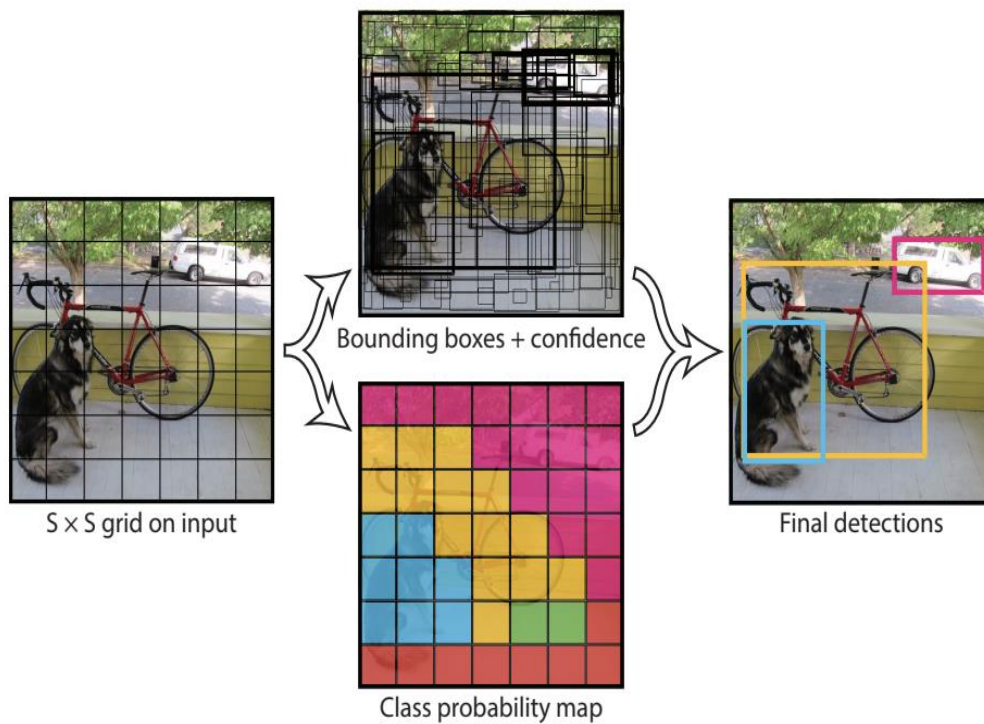 Bounding boxes + confidence
S × S grid on input
Final detections
Class probability map